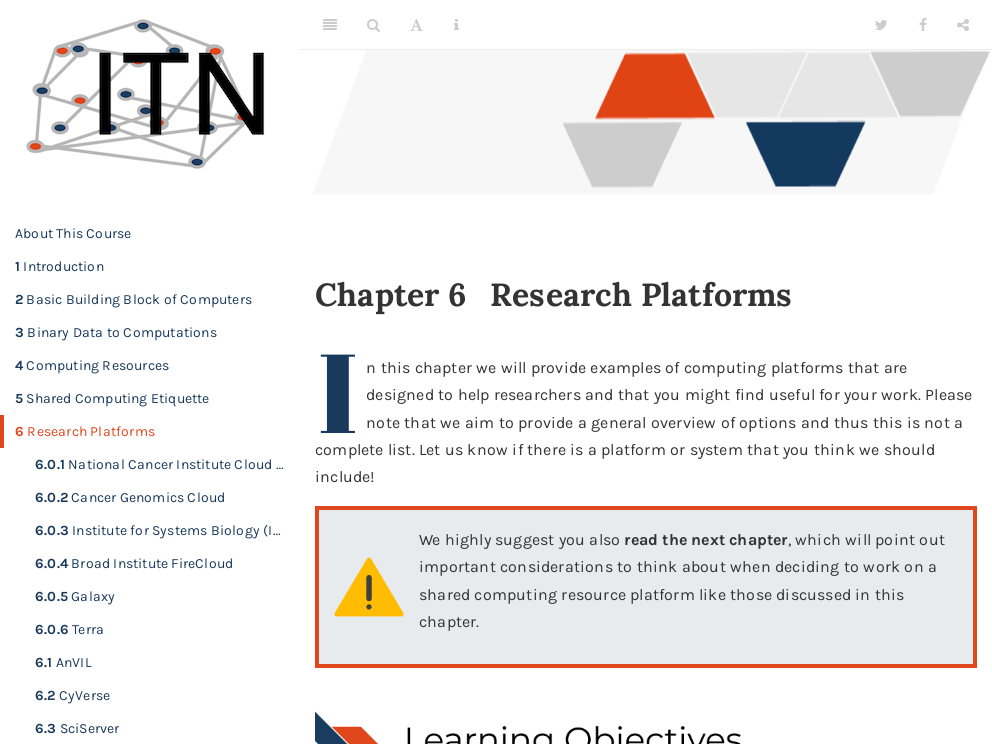 ITN
About This Course
1 Introduction
2 Basic Building Block of Computers
3 Binary Data to Computations
4 Computing Resources
5 Shared Computing Etiquette
6 Research Platforms
6.0.1 National Cancer Institute Cloud ...
6.0.2 Cancer Genomics Cloud
6.0.3 Institute for Systems Biology (I...
6.0.4 Broad Institute FireCloud
6.0.5 Galaxy
6.0.6 Terra
6.1 AnVIL
6.2 CyVerse
6.3 SciServer
Chapter 6 Research Platforms
In this chapter we will provide examples of computing platforms that are
designed to help researchers and that you might find useful for your work. Please
note that we aim to provide a general overview of options and thus this is not a
complete list. Let us know if there is a platform or system that you think we should
include!
We highly suggest you also read the next chapter, which will point out
important considerations to think about when deciding to work on a
shared computing resource platform like those discussed in this
chapter.
Learning Objectives